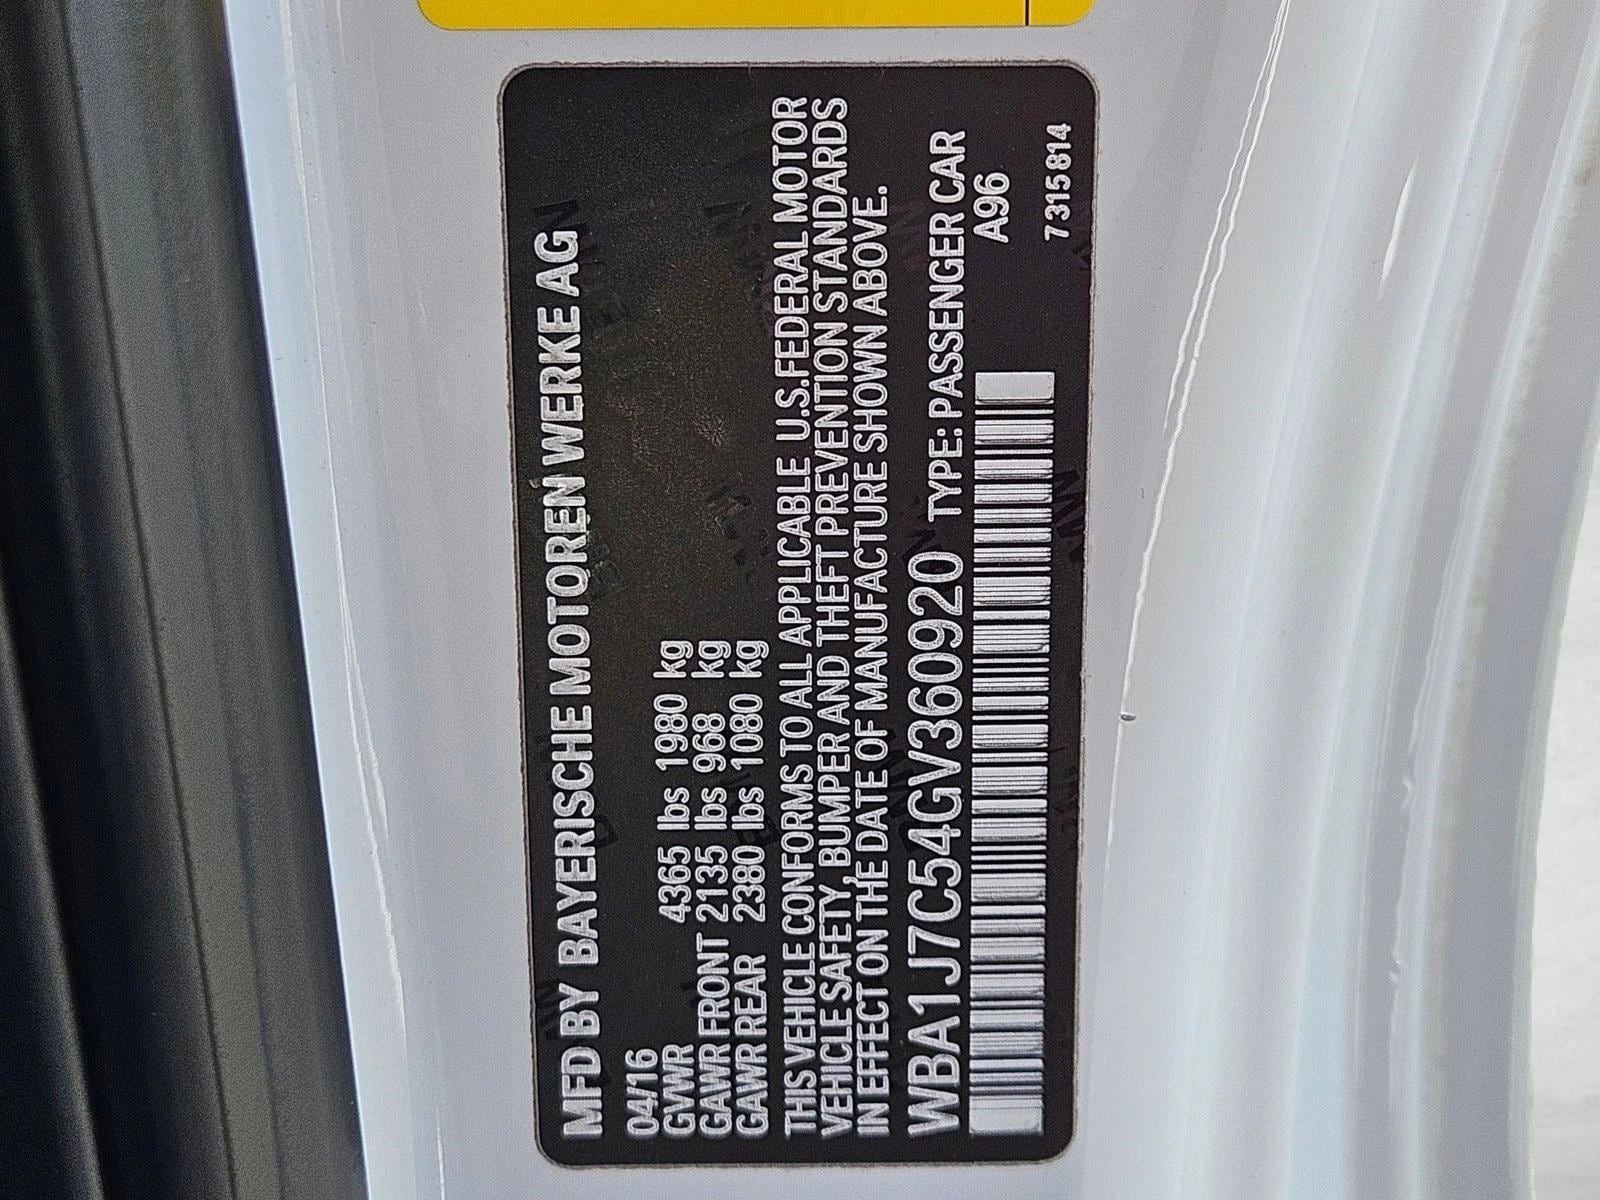 MFD BY BAYERISCHE MOTOREN WERKE AG
04/16
GVWR 4365 lbs 1980 kg
GAWR FRONT 2135 lbs 968 kg
GAWR REAR 2380 lbs 1080 kg
THIS VEHICLE CONFORMS TO ALL APPLICABLE U.S.FEDERAL MOTOR
VEHICLE SAFETY, BUMPER AND THEFT PREVENTION STANDARDS
IN EFFECT ON THE DATE OF MANUFACTURE SHOWN ABOVE.
WBA1J7C54GV360920 TYPE: PASSENGER CAR
A96
7315814